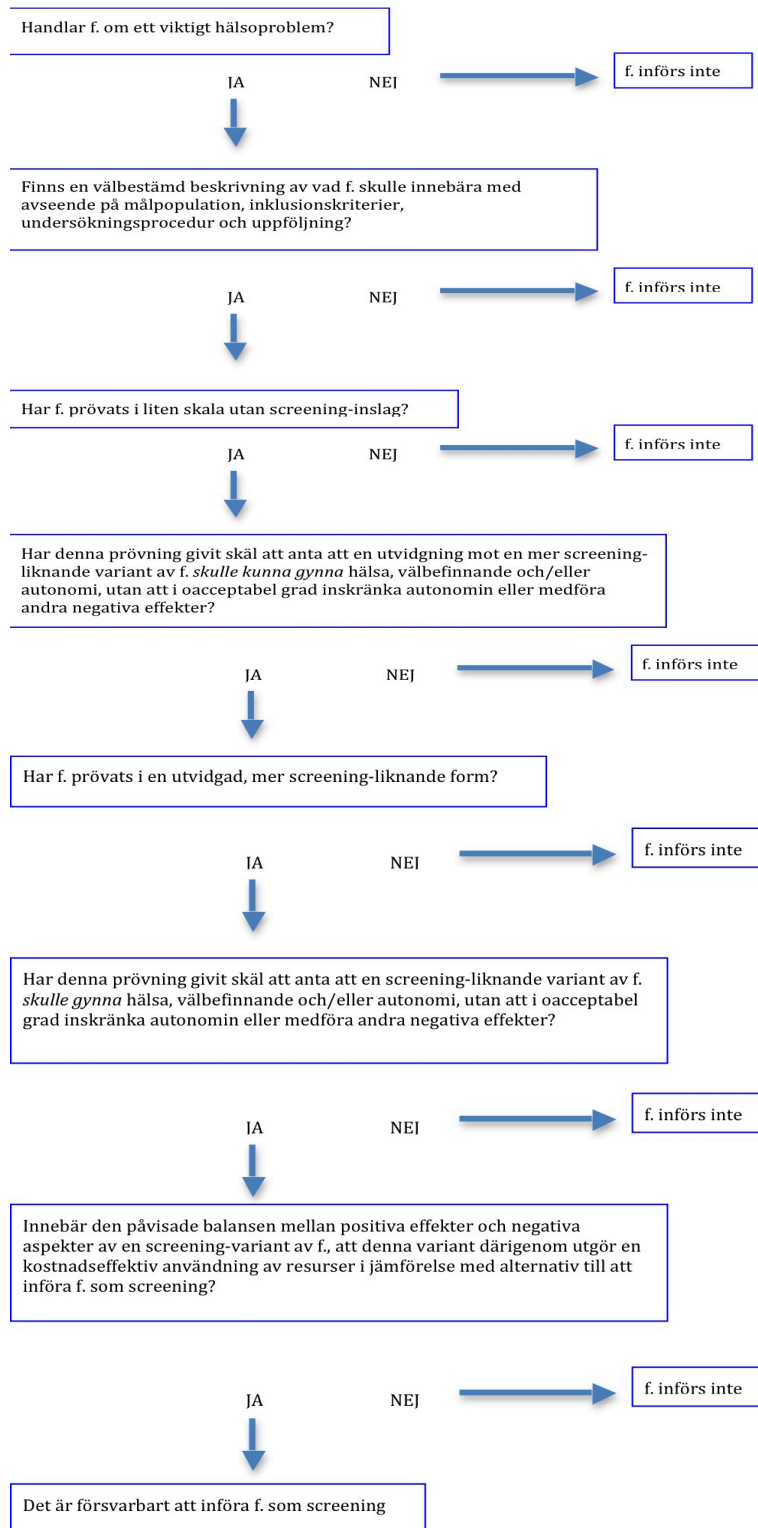 Handlar f. om ett viktigt hälsoproblem?
JA NEJ f. införs inte
Finns en välbestämd beskrivning av vad f. skulle innebära med
avseende på målpopulation, inklusionskriterier,
undersökningsprocedur och uppföljning?
JA NEJ f. införs inte
Har f. prövats i liten skala utan screening-inslag?
JA NEJ f. införs inte
Har denna prövning givit skäl att anta att en utvidgning mot en mer screening-
liknande variant av f. skulle kunna gynna hälsa, välbefinnande och/eller
autonomi, utan att i oacceptabel grad inskränka autonomin eller medföra
andra negativa effekter?
JA NEJ f. införs inte
Har f. prövats i en utvidgad, mer screening-liknande form?
JA NEJ f. införs inte
Har denna prövning givit skäl att anta att en screening-liknande variant av f.
skulle gynna hälsa, välbefinnande och/eller autonomi, utan att i oacceptabel
grad inskränka autonomin eller medföra andra negativa effekter?
JA NEJ f. införs inte
Innebär den påvisade balansen mellan positiva effekter och negativa
aspekter av en screening-variant av f., att denna variant därigenom utgör en
kostnadseffektiv användning av resurser i jämförelse med alternativ till att
införa f. som screening?
JA NEJ f. införs inte
Det är försvarbart att införa f. som screening